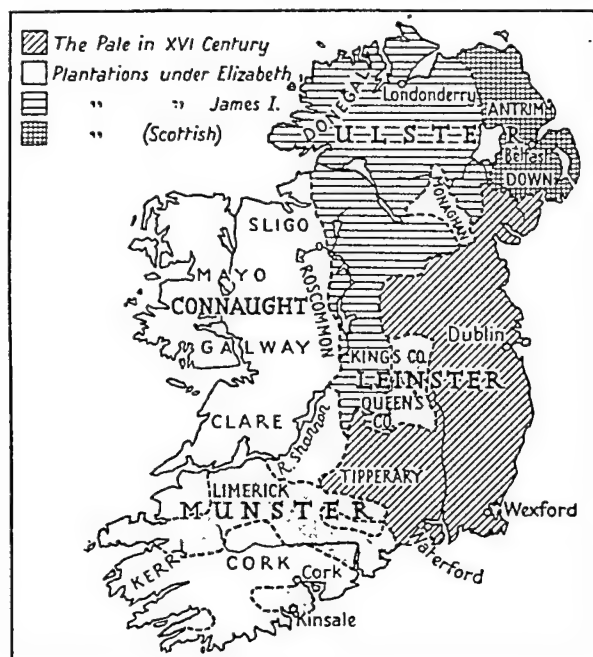 The Pale in XVI Century
Plantations under Elizabeth
„ „ James I.
„ (Scottish)
DONEGAL
Londonderry
ANTRIM
ULSTER
Belfast
DOWN
MONAGHAN
SLIGO
MAYO
ROSCOMMON
CONNAUGHT
GALWAY
Dublin
KING'S CO.
LEINSTER
QUEEN'S
CO.
CLARE
R. Shannon
TIPPERARY
LIMERICK
MUNSTER
Wexford
Waterford
KERRY
CORK
Cork
Kinsale